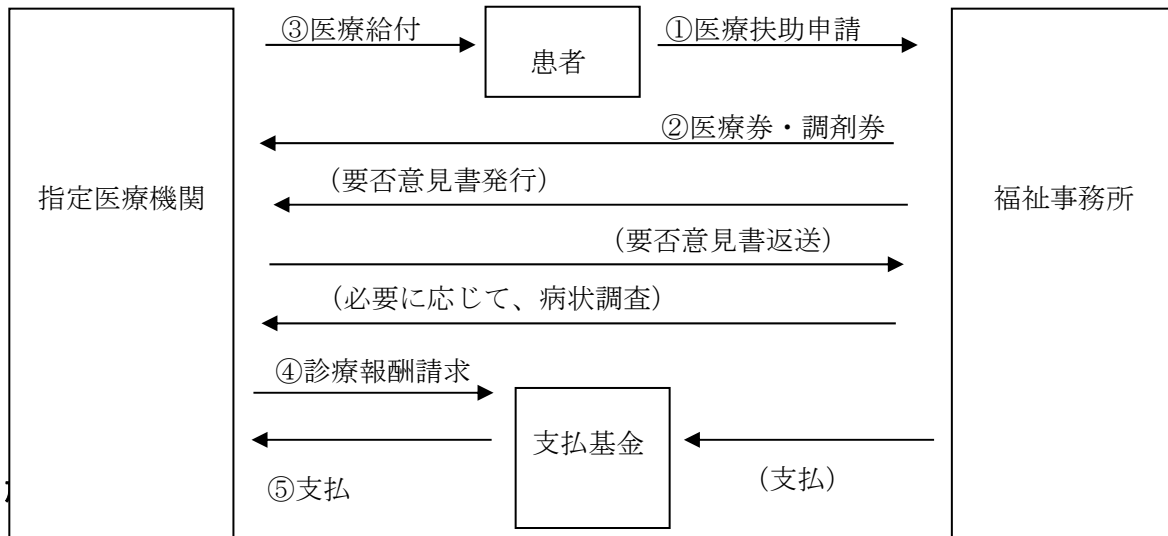 ③医療給付
①医療扶助申請
患者
②医療券・調剤券
(要否意見書発行)
指定医療機関
福祉事務所
(要否意見書返送)
(必要に応じて、病状調査)
④診療報酬請求
支払基金
⑤支払
(支払)